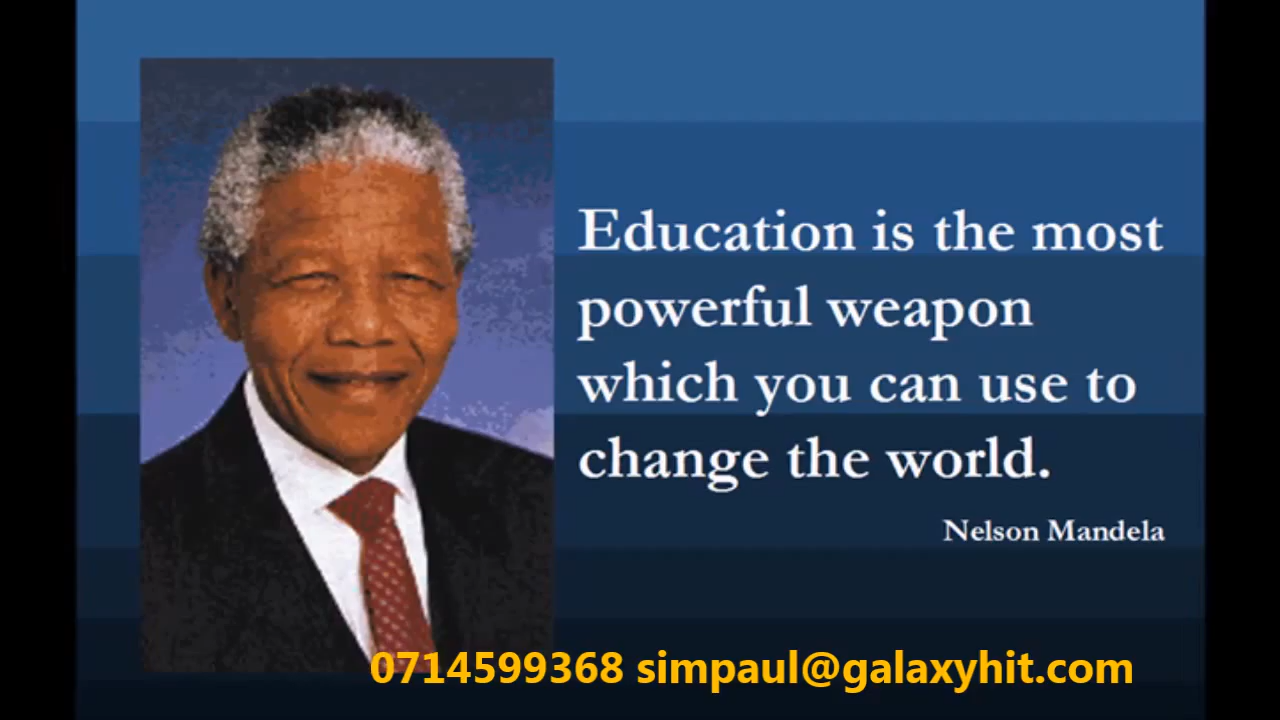 Education is the most
powerful weapon
which you can use to
change the world.
Nelson Mandela
0714599368 simpaul@galaxyhit.com